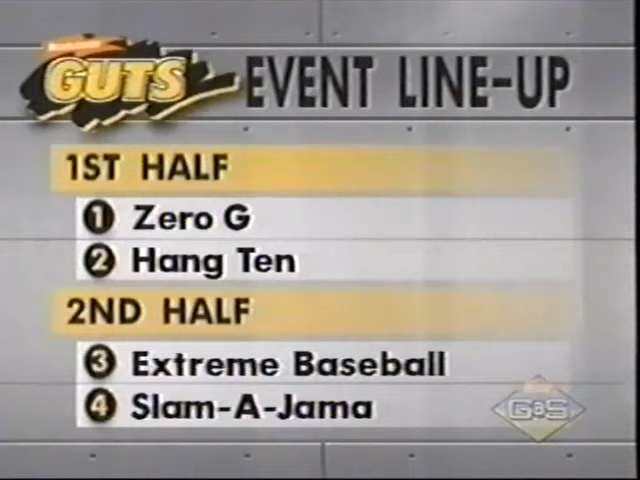 GUTS EVENT LINE-UP
1ST HALF
1 Zero G
2 Hang Ten
2ND HALF
3 Extreme Baseball
4 Slam-A-Jama
GaS